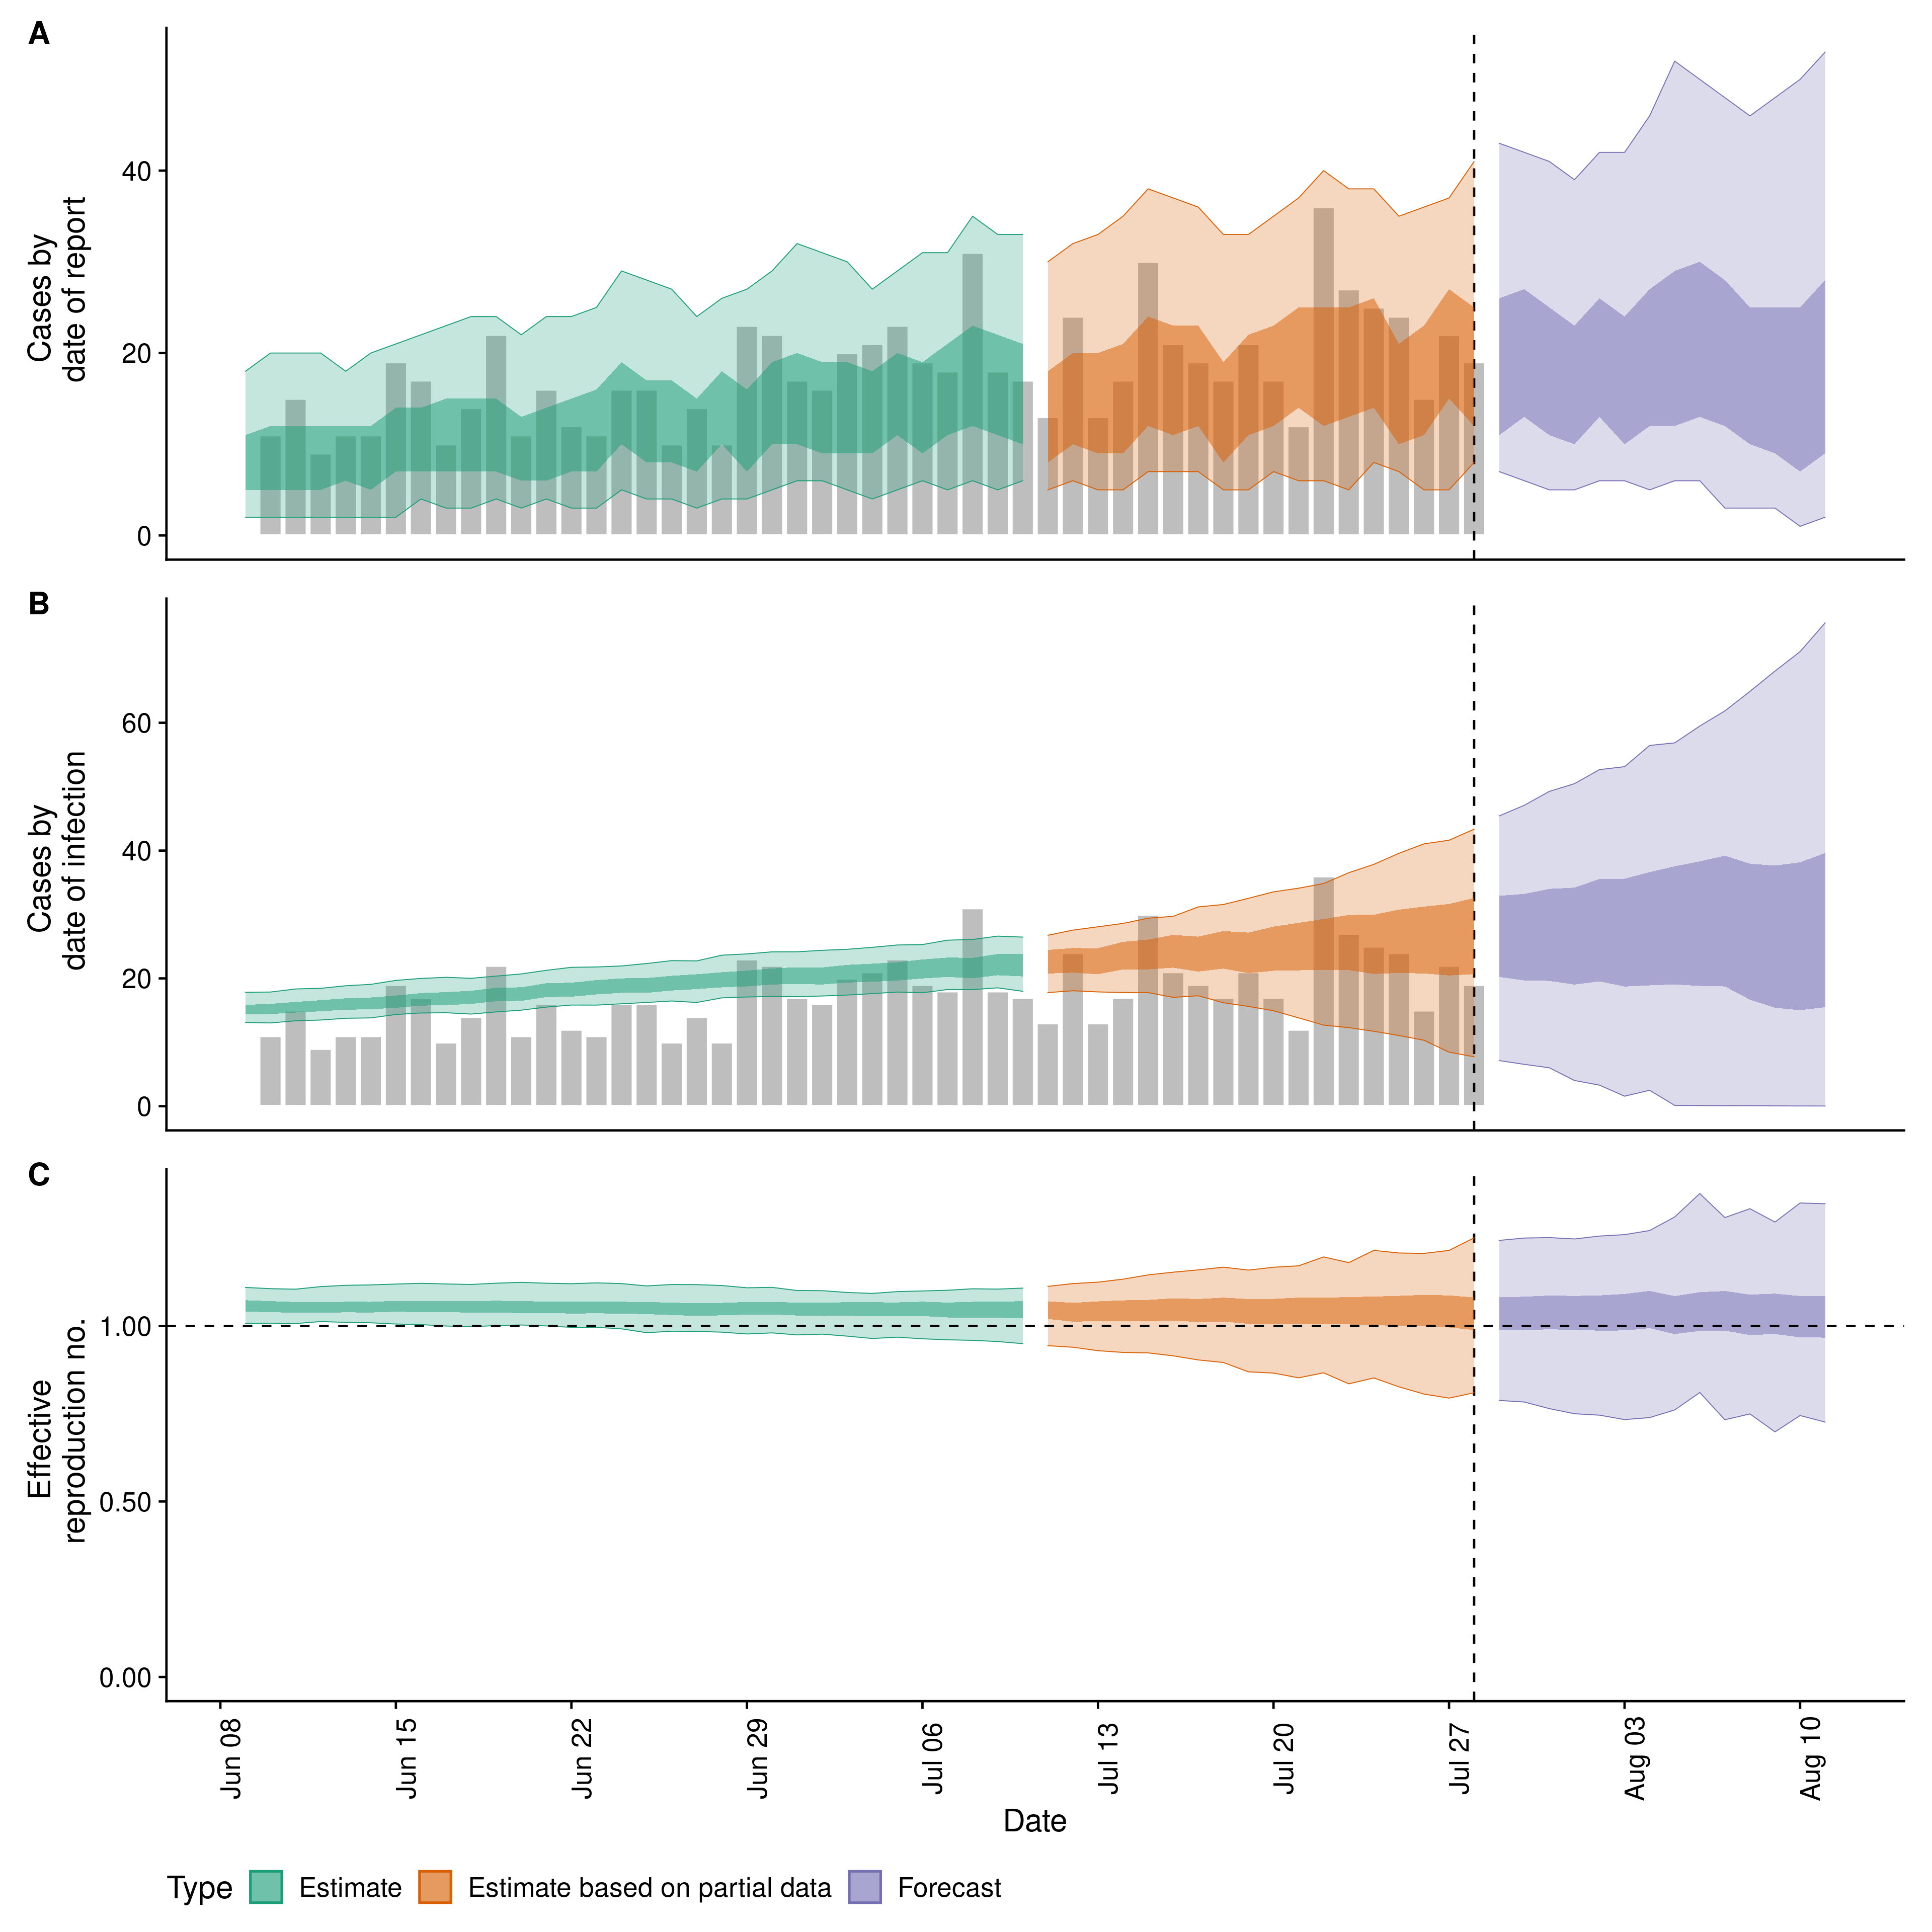 A
Cases by
date of report
40
20
0
B
Cases by
date of infection
60
40
20
0
C
Effective
reproduction no.
1.00
0.50
0.00
Jun 08
Jun 15
Jun 22
Jun 29
Jul 06
Jul 13
Jul 20
Jul 27
Aug 03
Aug 10
Date
Type Estimate Estimate based on partial data Forecast